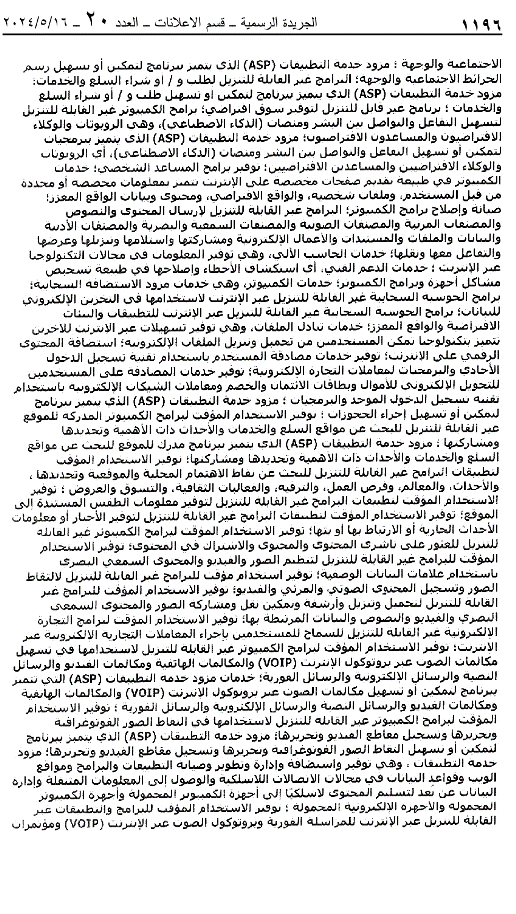 ١١٩٦ الجريدة الرسمية – قسم الاعلانات – العدد ٢٠ – ٢٠٢٤/٥/١٦
الاجتماعية والوجهة ؛ مزود خدمة التطبيقات (ASP) الذي يتميز ببرنامج لتمكين أو تسهيل رسم
الخرائط الاجتماعية والوجهة؛ البرامج غير القابلة للتنزيل لطلب و / أو شراء السلع والخدمات؛
مزود خدمة التطبيقات (ASP) الذي يتميز ببرنامج لتمكين أو تسهيل طلب و / أو شراء السلع
والخدمات ؛ برنامج غير قابل للتنزيل لتوفير سوق افتراضي؛ برامج الكمبيوتر غير القابلة للتنزيل
لتسهيل التفاعل والتواصل بين البشر ومنصات (الذكاء الاصطناعي)، وهي الروبوتات والوكلاء
الافتراضيون والمساعدون الافتراضيون؛ مزود خدمة التطبيقات (ASP) الذي يتميز ببرمجيات
لتمكين أو تسهيل التفاعل والتواصل بين البشر ومنصات (الذكاء الاصطناعي)، أي الروبوتات
والوكلاء الافتراضيين والمساعدين الافتراضيين؛ توفير برامج المساعد الشخصي؛ خدمات
الكمبيوتر في طبيعة تقديم صفحات مخصصة على الإنترنت تتميز بمعلومات مخصصة أو محددة
من قبل المستخدم، وملفات شخصية، والواقع الافتراضي، ومحتوى وبيانات الواقع المعزز؛
صيانة وإصلاح برامج الكمبيوتر؛ البرامج غير القابلة للتنزيل لإرسال المحتوى والنصوص
والمصنفات المرئية والمصنفات الصوتية والمصنفات السمعية والبصرية والمصنفات الأدبية
والبيانات والملفات والمستندات والأعمال الإلكترونية ومشاركتها واستلامها وتنزيلها وعرضها
والتفاعل معها ونقلها؛ خدمات الحاسب الآلي، وهي توفير المعلومات في مجالات التكنولوجيا
عبر الإنترنت ؛ خدمات الدعم الفني، أي استكشاف الأخطاء وإصلاحها في طبيعة تشخيص
مشاكل أجهزة وبرامج الكمبيوتر؛ خدمات الكمبيوتر، وهي خدمات مزود الاستضافة السحابية؛
برامج الحوسبة السحابية غير القابلة للتنزيل عبر الإنترنت لاستخدامها في التخزين الإلكتروني
للبيانات؛ برامج الحوسبة السحابية غير القابلة للتنزيل عبر الإنترنت للتطبيقات والبيئات
الافتراضية والواقع المعزز؛ خدمات تبادل الملفات، وهي توفير تسهيلات عبر الانترنت للآخرين
تتميز بتكنولوجيا تمكن المستخدمين من تحميل وتنزيل الملفات الإلكترونية؛ استضافة المحتوى
الرقمي على الإنترنت؛ توفير خدمات مصادقة المستخدم باستخدام تقنية تسجيل الدخول
الأحادي والبرمجيات لمعاملات التجارة الالكترونية؛ توفير خدمات المصادقة على المستخدمين
للتحويل الإلكتروني للأموال وبطاقات الائتمان والخصم ومعاملات الشيكات الإلكترونية باستخدام
تقنية تسجيل الدخول الموحد والبرمجيات ؛ مزود خدمة التطبيقات (ASP) الذي يتميز ببرنامج
لتمكين أو تسهيل إجراء الحجوزات ؛ توفير الاستخدام المؤقت لبرامج الكمبيوتر المدركة للموقع
غير القابلة للتنزيل للبحث عن مواقع السلع والخدمات والأحداث ذات الأهمية وتحديدها
ومشاركتها ؛ مزود خدمة التطبيقات (ASP) الذي يتميز ببرنامج مدرك للموقع للبحث عن مواقع
السلع والخدمات والأحداث ذات الاهمية وتحديدها ومشاركتها؛ توفير الاستخدام المؤقت
لتطبيقات البرامج غير القابلة للتنزيل للبحث عن نقاط الاهتمام المحلية والموقعية وتحديدها ،
والأحداث، والمعالم، وفرص العمل، والترفيه، والفعاليات الثقافية، والتسوق والعروض ؛ توفير
الاستخدام المؤقت لتطبيقات البرامج غير القابلة للتنزيل لتوفير معلومات الطقس المستندة إلى
الموقع؛ توفير الاستخدام المؤقت لتطبيقات البرامج غير القابلة للتنزيل لتوفير الأخبار أو معلومات
الأحداث الجارية أو الارتباط بها أو بثها؛ توفير الاستخدام المؤقت لبرامج الكمبيوتر غير القابلة
للتنزيل للعثور على ناشري المحتوى والمحتوى والاشتراك في المحتوى؛ توفير الاستخدام
المؤقت للبرامج غير القابلة للتنزيل لتنظيم الصور والفيديو والمحتوى السمعي البصري
باستخدام علامات البيانات الوصفية؛ توفير استخدام مؤقت للبرامج غير القابلة للتنزيل لالتقاط
الصور وتسجيل المحتوى الصوتي والمرئي والفيديو؛ توفير الاستخدام المؤقت للبرامج غير
القابلة للتنزيل لتحميل وتنزيل وأرشفة وتمكين نقل ومشاركة الصور والمحتوى السمعي
البصري والفيديو والنصوص والبيانات المرتبطة بها؛ توفير الاستخدام المؤقت لبرامج التجارة
الالكترونية غير القابلة للتنزيل للسماح للمستخدمين بإجراء المعاملات التجارية الالكترونية عبر
الإنترنت؛ توفير الاستخدام المؤقت لبرامج الكمبيوتر غير القابلة للتنزيل لاستخدامها في تسهيل
مكالمات الصوت عبر بروتوكول الإنترنت (VOIP) والمكالمات الهاتفية ومكالمات الفيديو والرسائل
النصية والرسائل الإلكترونية والرسائل الفورية؛ خدمات مزود خدمة التطبيقات (ASP) التي تتميز
ببرنامج لتمكين أو تسهيل مكالمات الصوت عبر بروتوكول الانترنت (VOIP) والمكالمات الهاتفية
ومكالمات الفيديو والرسائل النصية والرسائل الإلكترونية والرسائل الفورية ؛ توفير الاستخدام
المؤقت لبرامج الكمبيوتر غير القابلة للتنزيل لاستخدامها في التقاط الصور الفوتوغرافية
وتحريرها وتسجيل مقاطع الفيديو وتحريرها؛ مزود خدمة التطبيقات (ASP) الذي يتميز ببرنامج
لتمكين أو تسهيل التقاط الصور الفوتوغرافية وتحريرها وتسجيل مقاطع الفيديو وتحريرها؛ مزود
خدمة التطبيقات ، وهي توفير واستضافة وإدارة وتطوير وصيانة التطبيقات والبرامج ومواقع
الويب وقواعد البيانات في مجالات الاتصالات اللاسلكية والوصول إلى المعلومات المتنقلة وإدارة
البيانات عن بُعد لتسليم المحتوى لاسلكيًا إلى أجهزة الكمبيوتر المحمولة وأجهزة الكمبيوتر
المحمولة والأجهزة الإلكترونية المحمولة ؛ توفير الاستخدام المؤقت للبرامج والتطبيقات غير
القابلة للتنزيل عبر الإنترنت للمراسلة الفورية وبروتوكول الصوت عبر الإنترنت (VOIP) ومؤتمرات